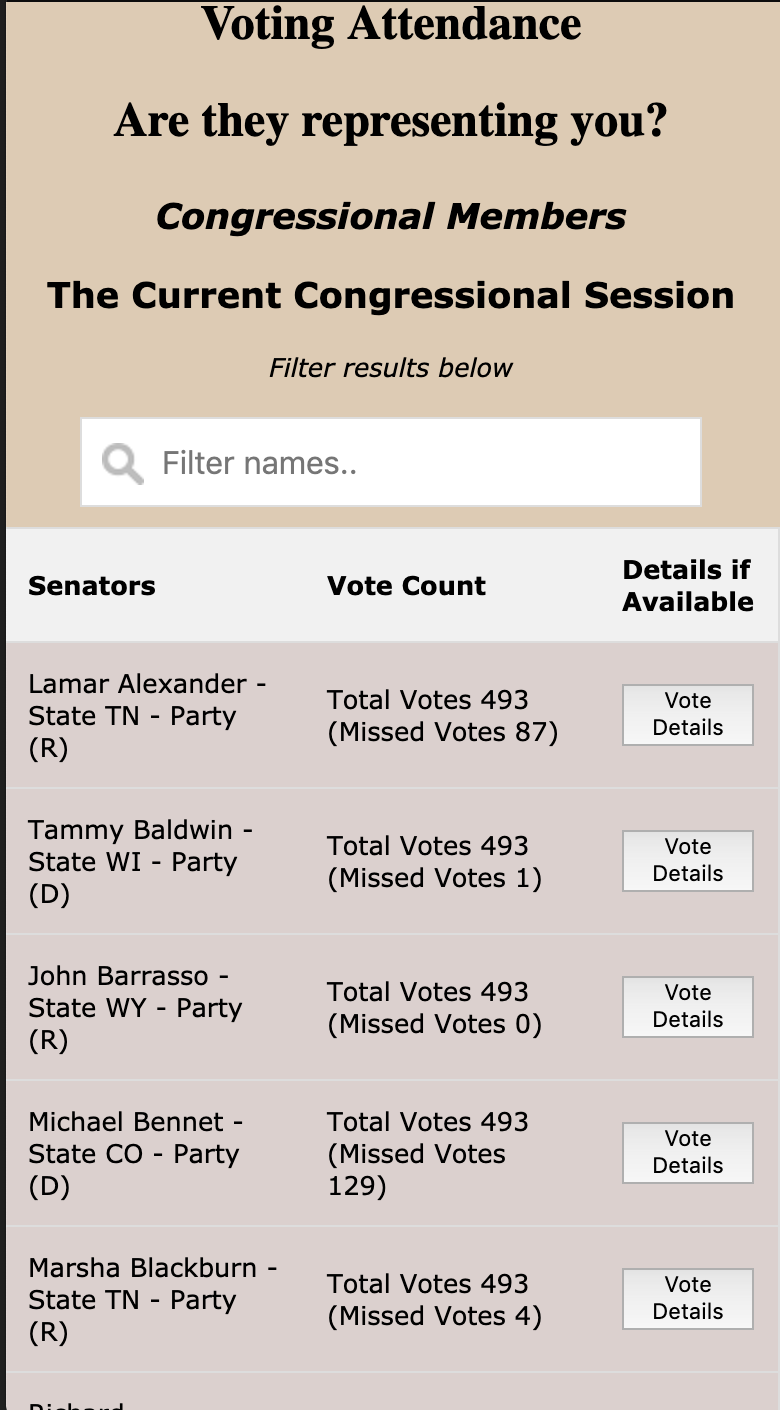 Voting Attendance
Are they representing you?
Congressional Members
The Current Congressional Session
Filter results below
Filter names..
Senators
Vote Count
Details if
Available
Lamar Alexander -
State TN - Party
(R)
Total Votes 493
(Missed Votes 87)
Vote
Details
Tammy Baldwin -
State WI - Party
(D)
Total Votes 493
(Missed Votes 1)
Vote
Details
John Barrasso -
State WY - Party
(R)
Total Votes 493
(Missed Votes 0)
Vote
Details
Michael Bennet -
State CO - Party
(D)
Total Votes 493
(Missed Votes
129)
Vote
Details
Marsha Blackburn -
State TN - Party
(R)
Total Votes 493
(Missed Votes 4)
Vote
Details
Richard